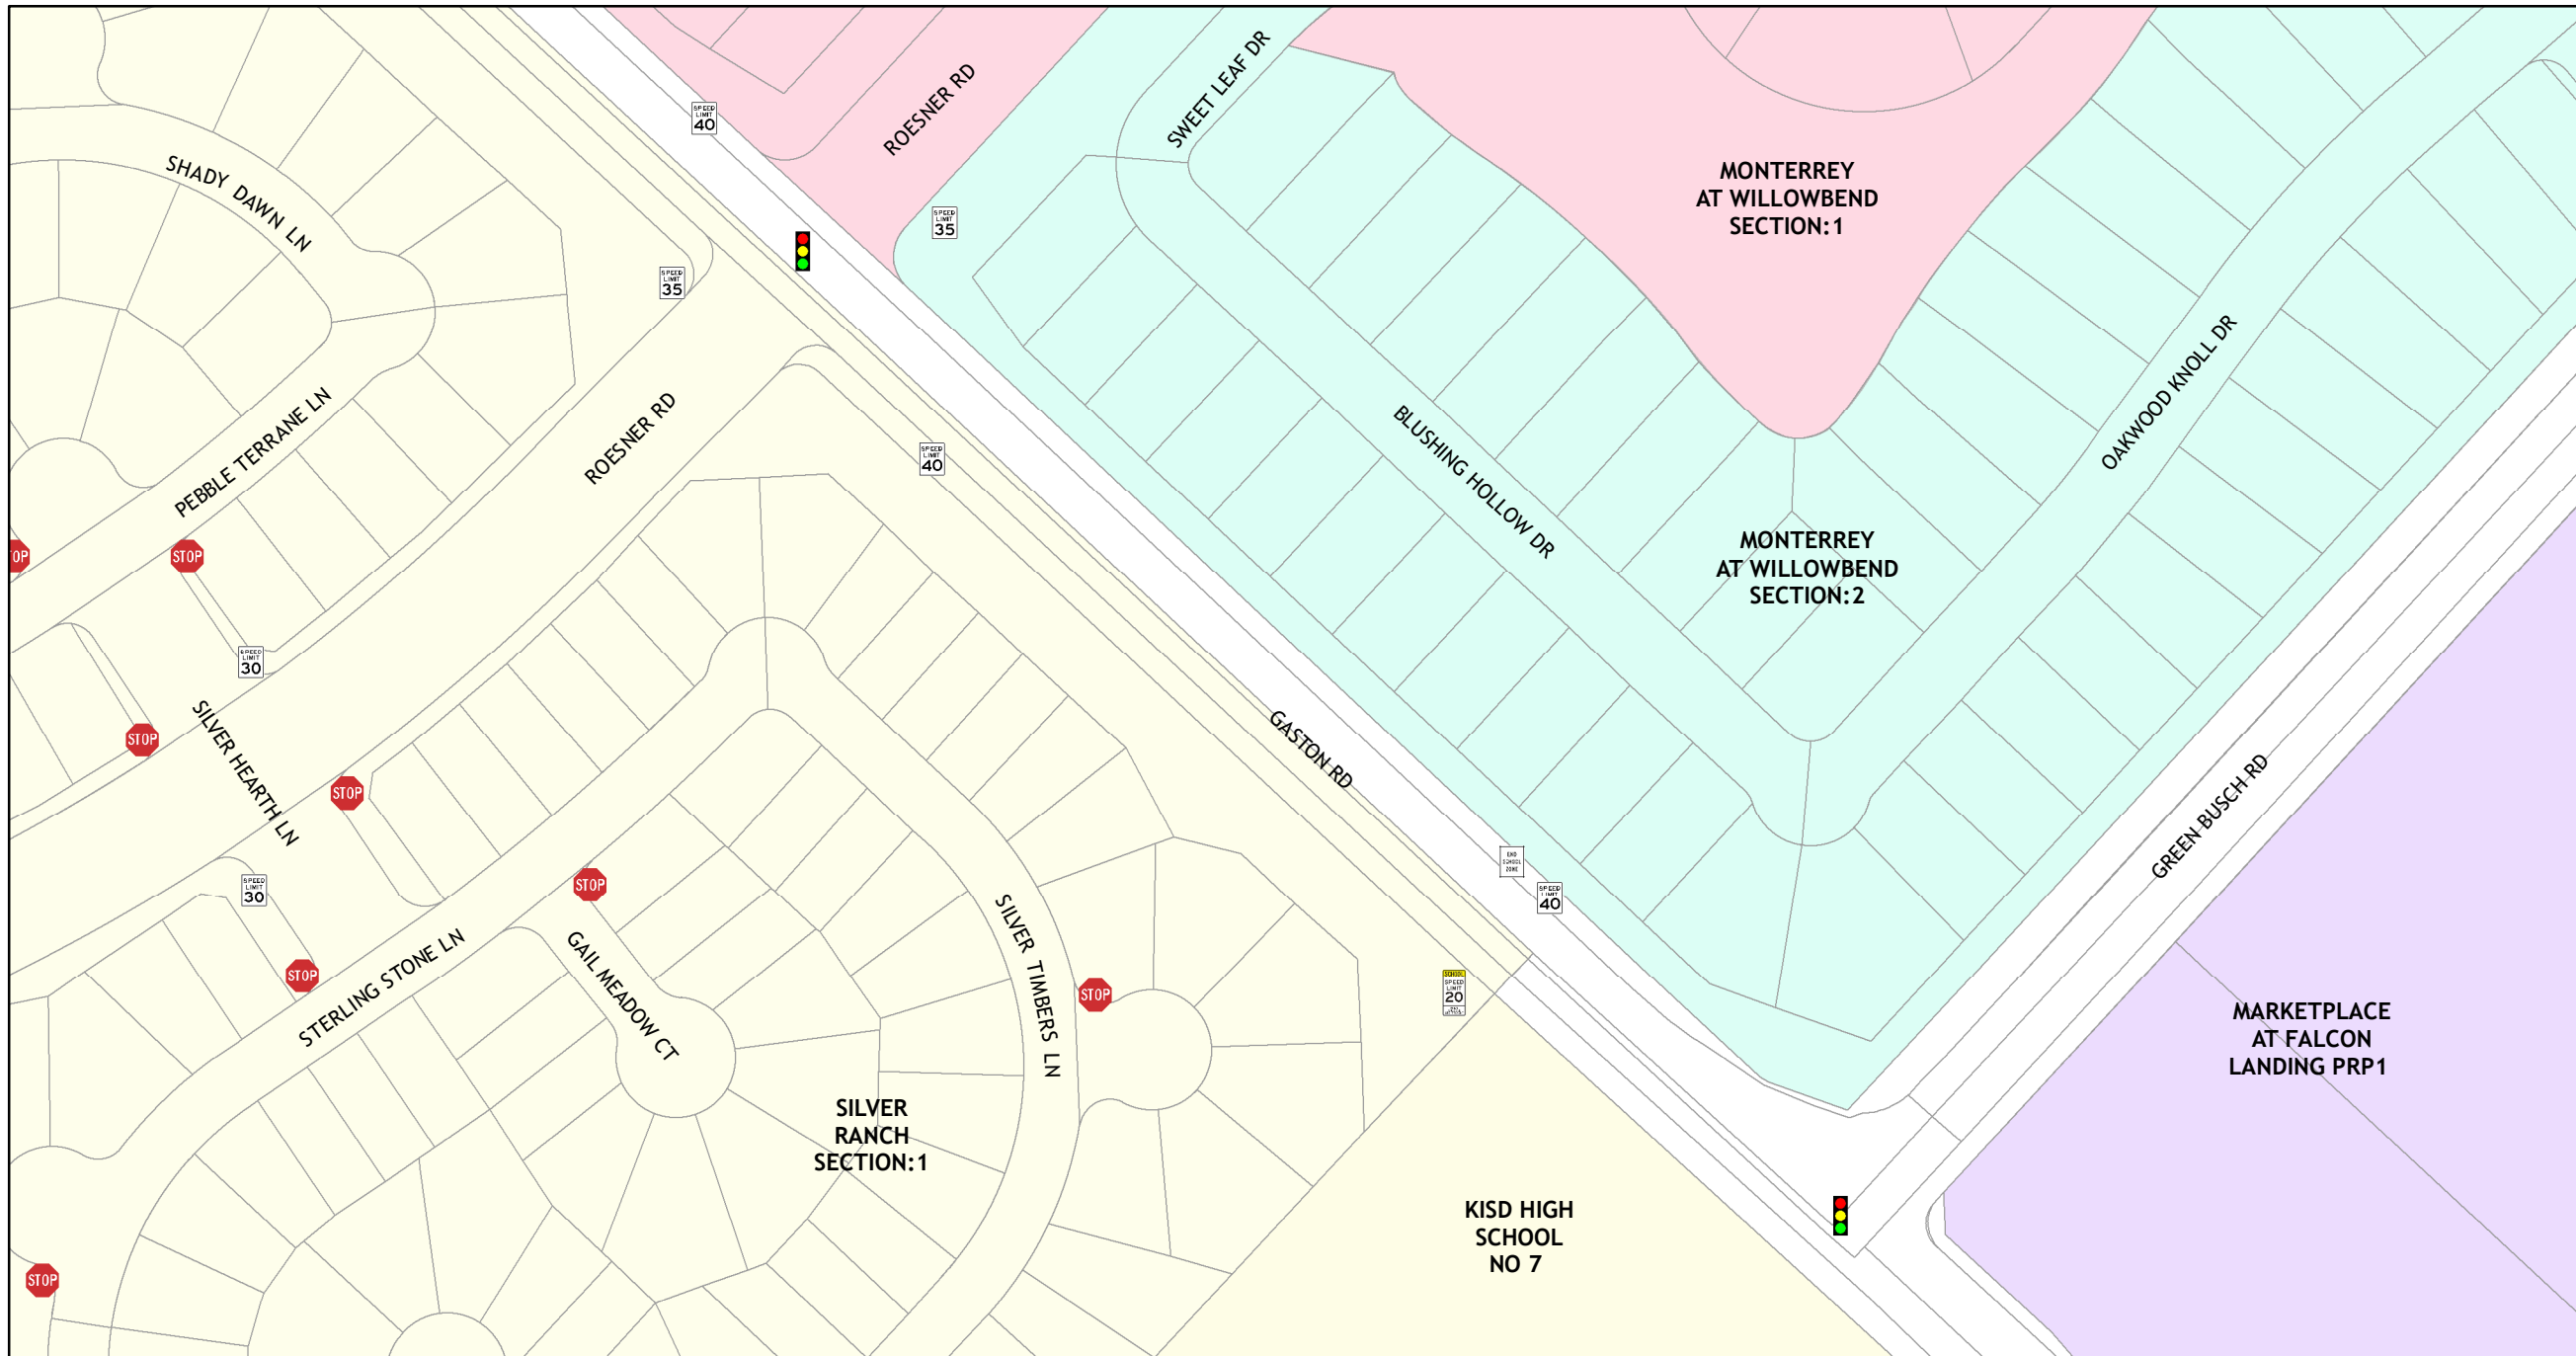 SWEET LEAF DR
ROESNER RD
SPEED
LIMIT
40
SHADY DAWN LN
MONTERREY
AT WILLOWBEND
SECTION:1
SPEED
LIMIT
35
SPEED
LIMIT
35
OAKWOOD KNOLL DR
PEBBLE TERRANE LN
ROESNER RD
SPEED
LIMIT
40
BLUSHING HOLLOW DR
OP
STOP
MONTERREY
AT WILLOWBEND
SECTION:2
SPEED
LIMIT
30
STOP
SILVER HEARTH LN
GASTON RD
STOP
GREEN BUSCH RD
END
SCHOOL
ZONE
SPEED
LIMIT
40
SPEED
LIMIT
30
STOP
STOP
STERLING STONE LN
GAIL MEADOW CT
SILVER TIMBERS LN
STOP
SCHOOL
SPEED
LIMIT
20
MARKETPLACE
AT FALCON
LANDING PRP1
SILVER
RANCH
SECTION:1
KISD HIGH
SCHOOL
NO 7
STOP